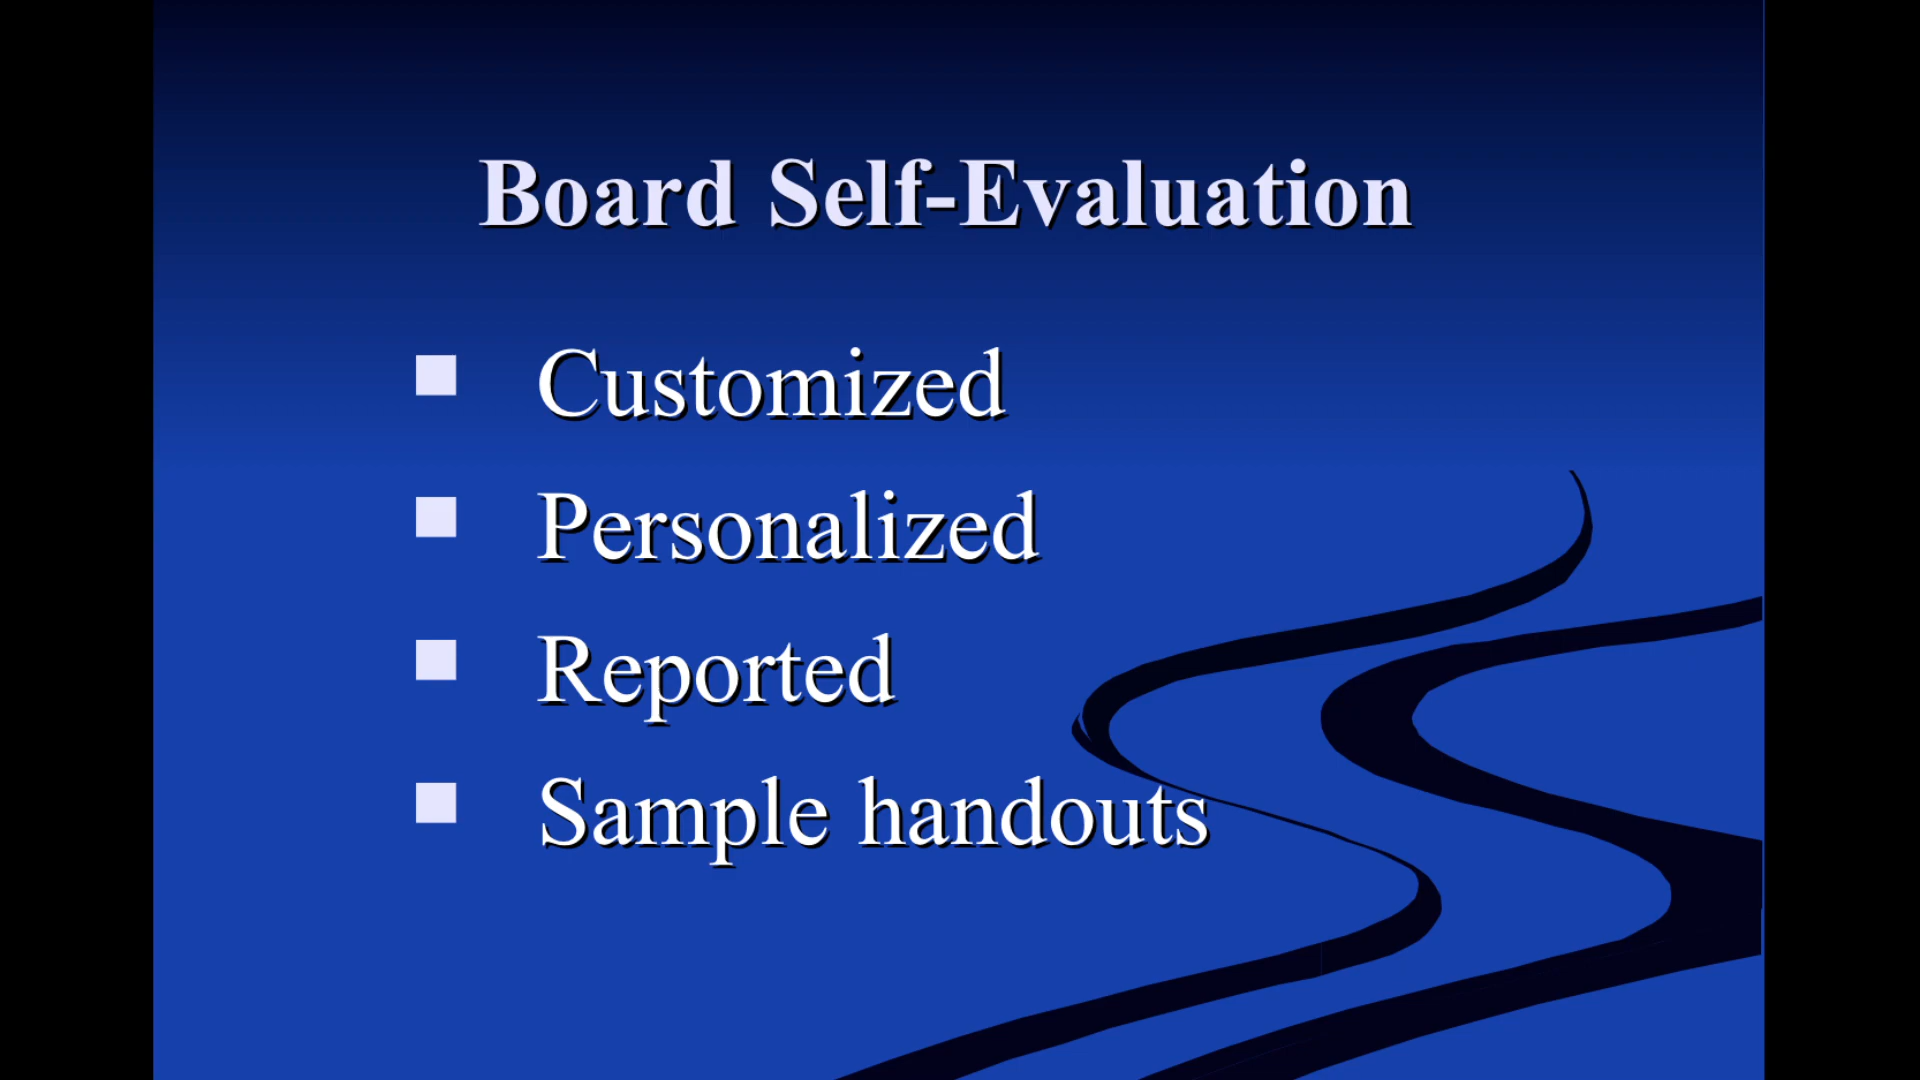 Board Self-Evaluation
Customized
Personalized
Reported
Sample handouts